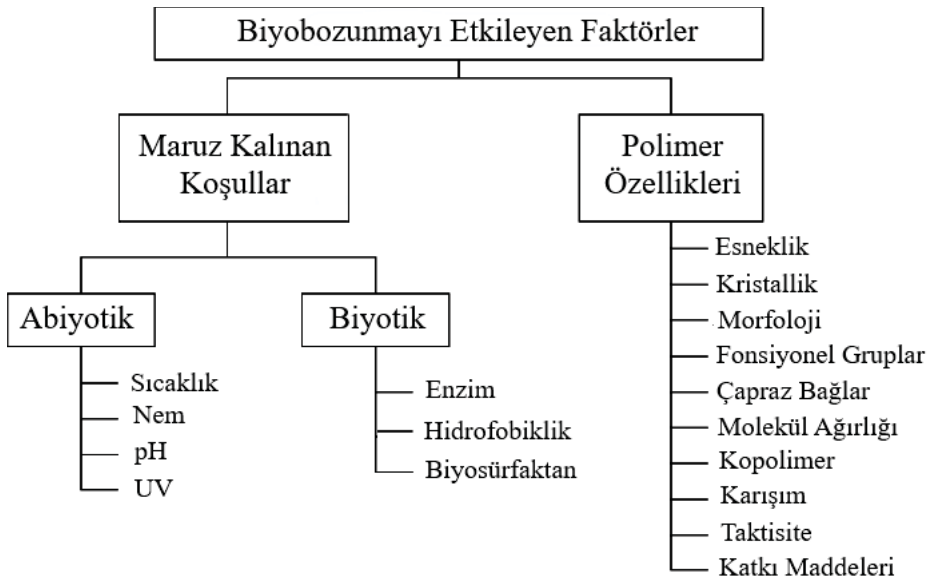 Biyobozunmayı Etkileyen Faktörler
Maruz Kalınan
Koşullar
Polimer
Özellikleri
Abiyotik
Biyotik
Sıcaklık
Nem
pH
UV
Enzim
Hidrofobiklik
Biyosürfaktan
Esneklik
Kristallik
Morfoloji
Fonsiyonel Gruplar
Çapraz Bağlar
Molekül Ağırlığı
Kopolimer
Karışım
Taktisite
Katkı Maddeleri